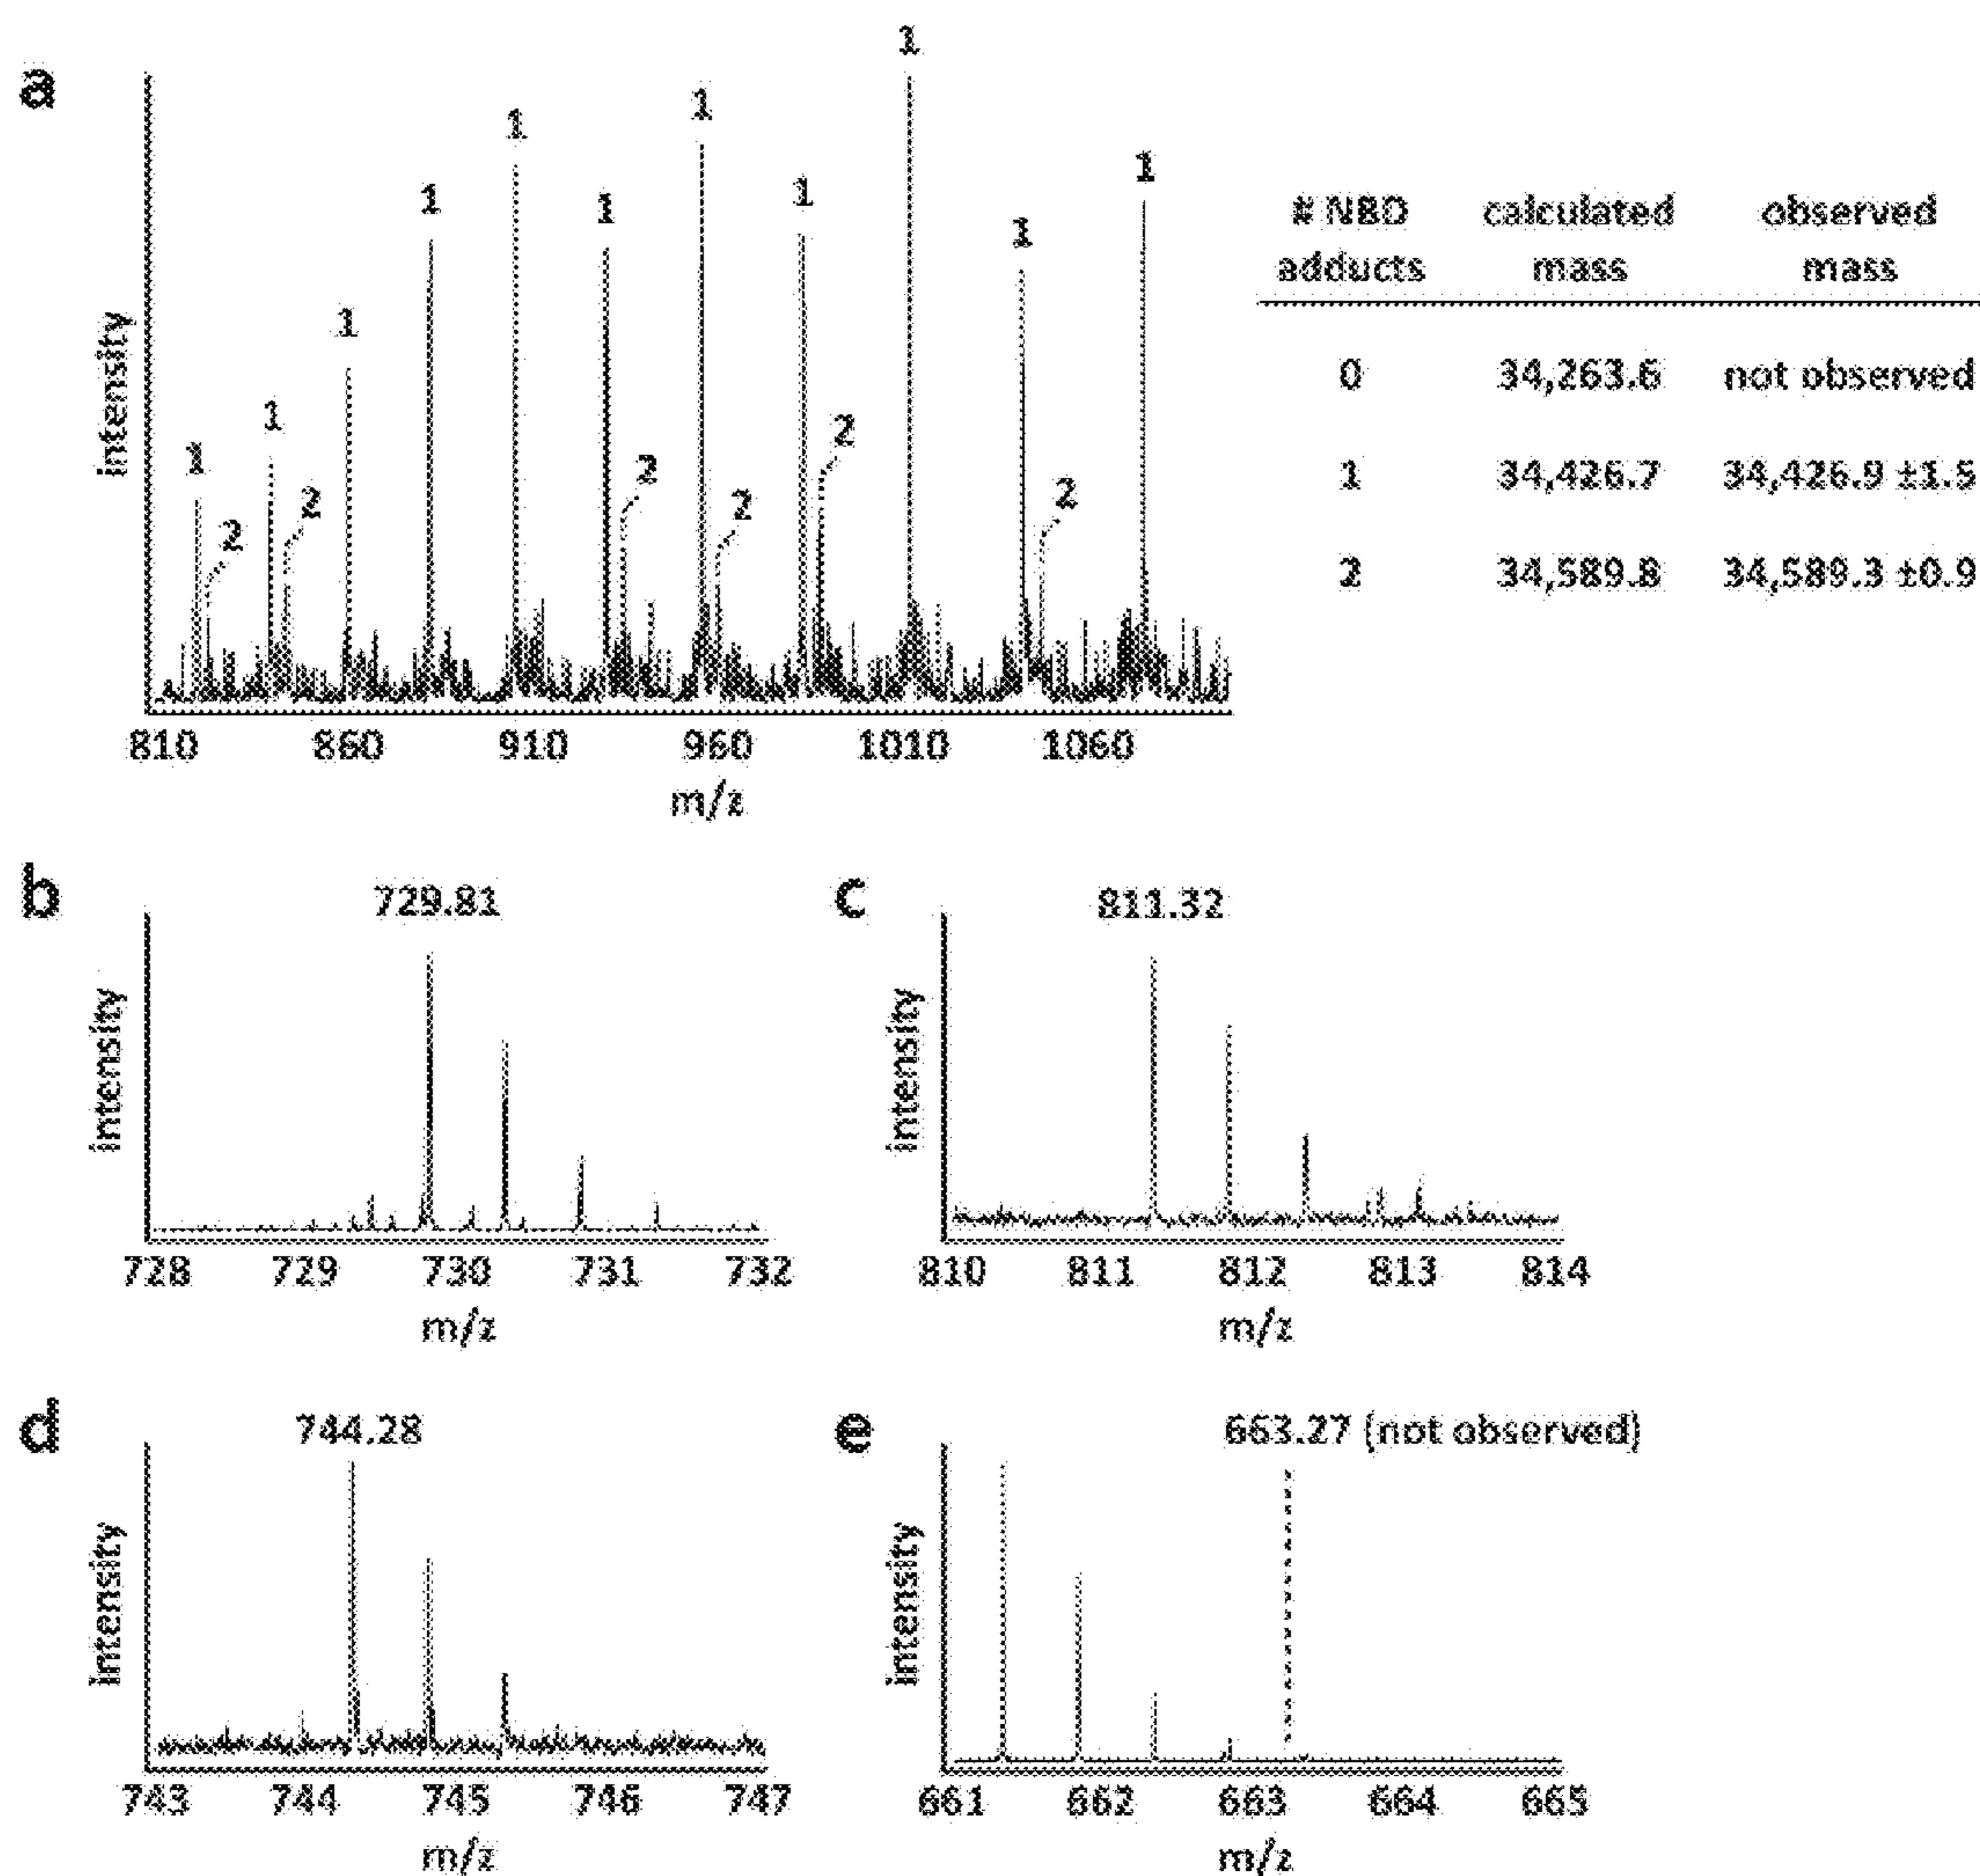 a
1
1
1
1
1
1
1
1
1
1
1
2
2
2
2
2
2
intensity
810 860 910 960 1010 1060
m/z
# NBD calculated observed
adducts mass mass
0 34,263.6 not observed
1 34,426.7 34,426.9 ±1.5
2 34,589.8 34,589.3 ±0.9
b
729.81
intensity
728 729 730 731 732
m/z
c
811.32
intensity
810 811 812 813 814
m/z
d
744.28
intensity
743 744 745 746 747
m/z
e
663.27 (not observed)
intensity
661 662 663 664 665
m/z